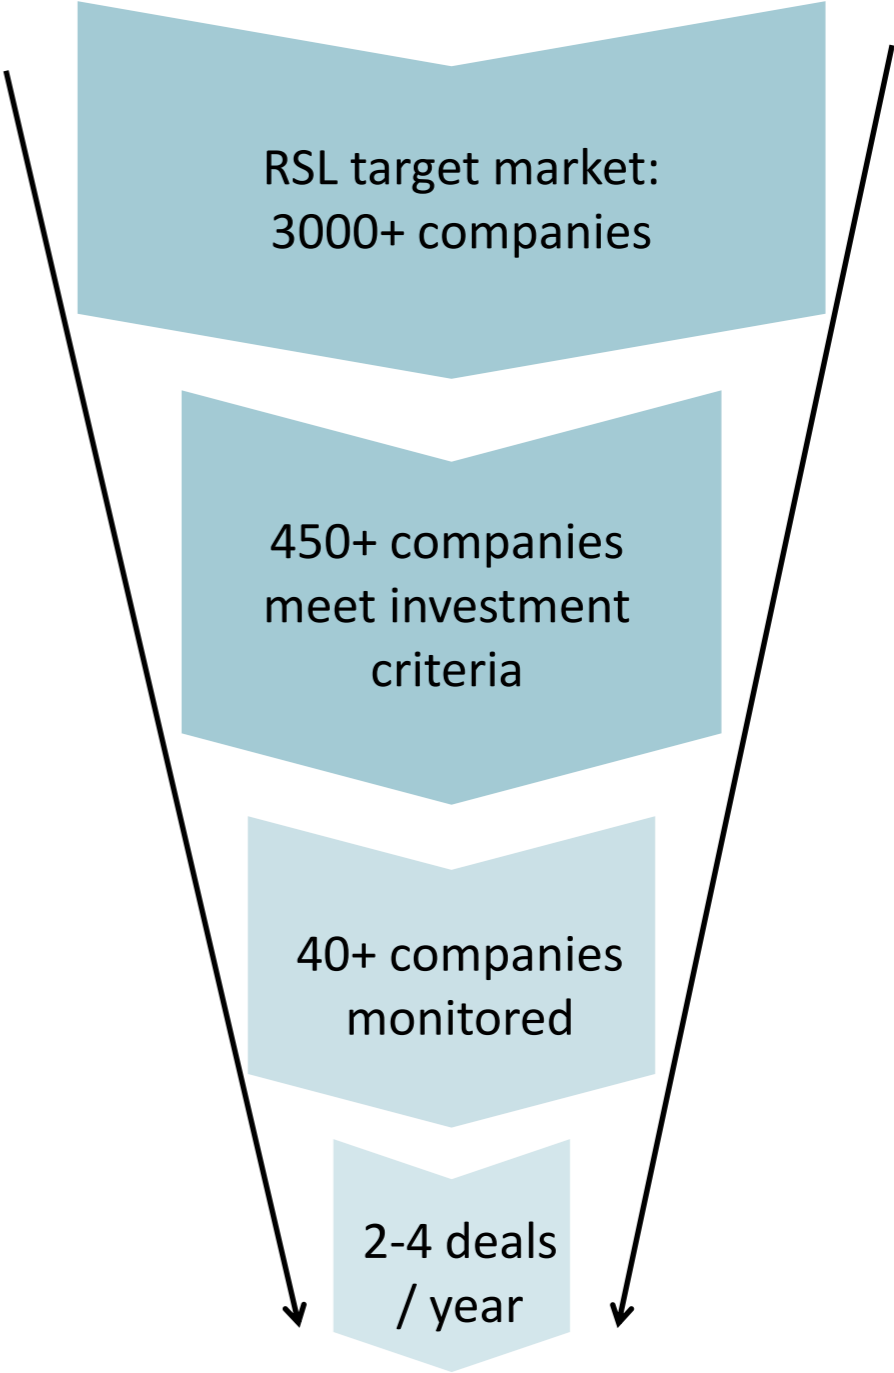 RSL target market:
3000+ companies
450+ companies
meet investment
criteria
40+ companies
monitored
2-4 deals
/ year